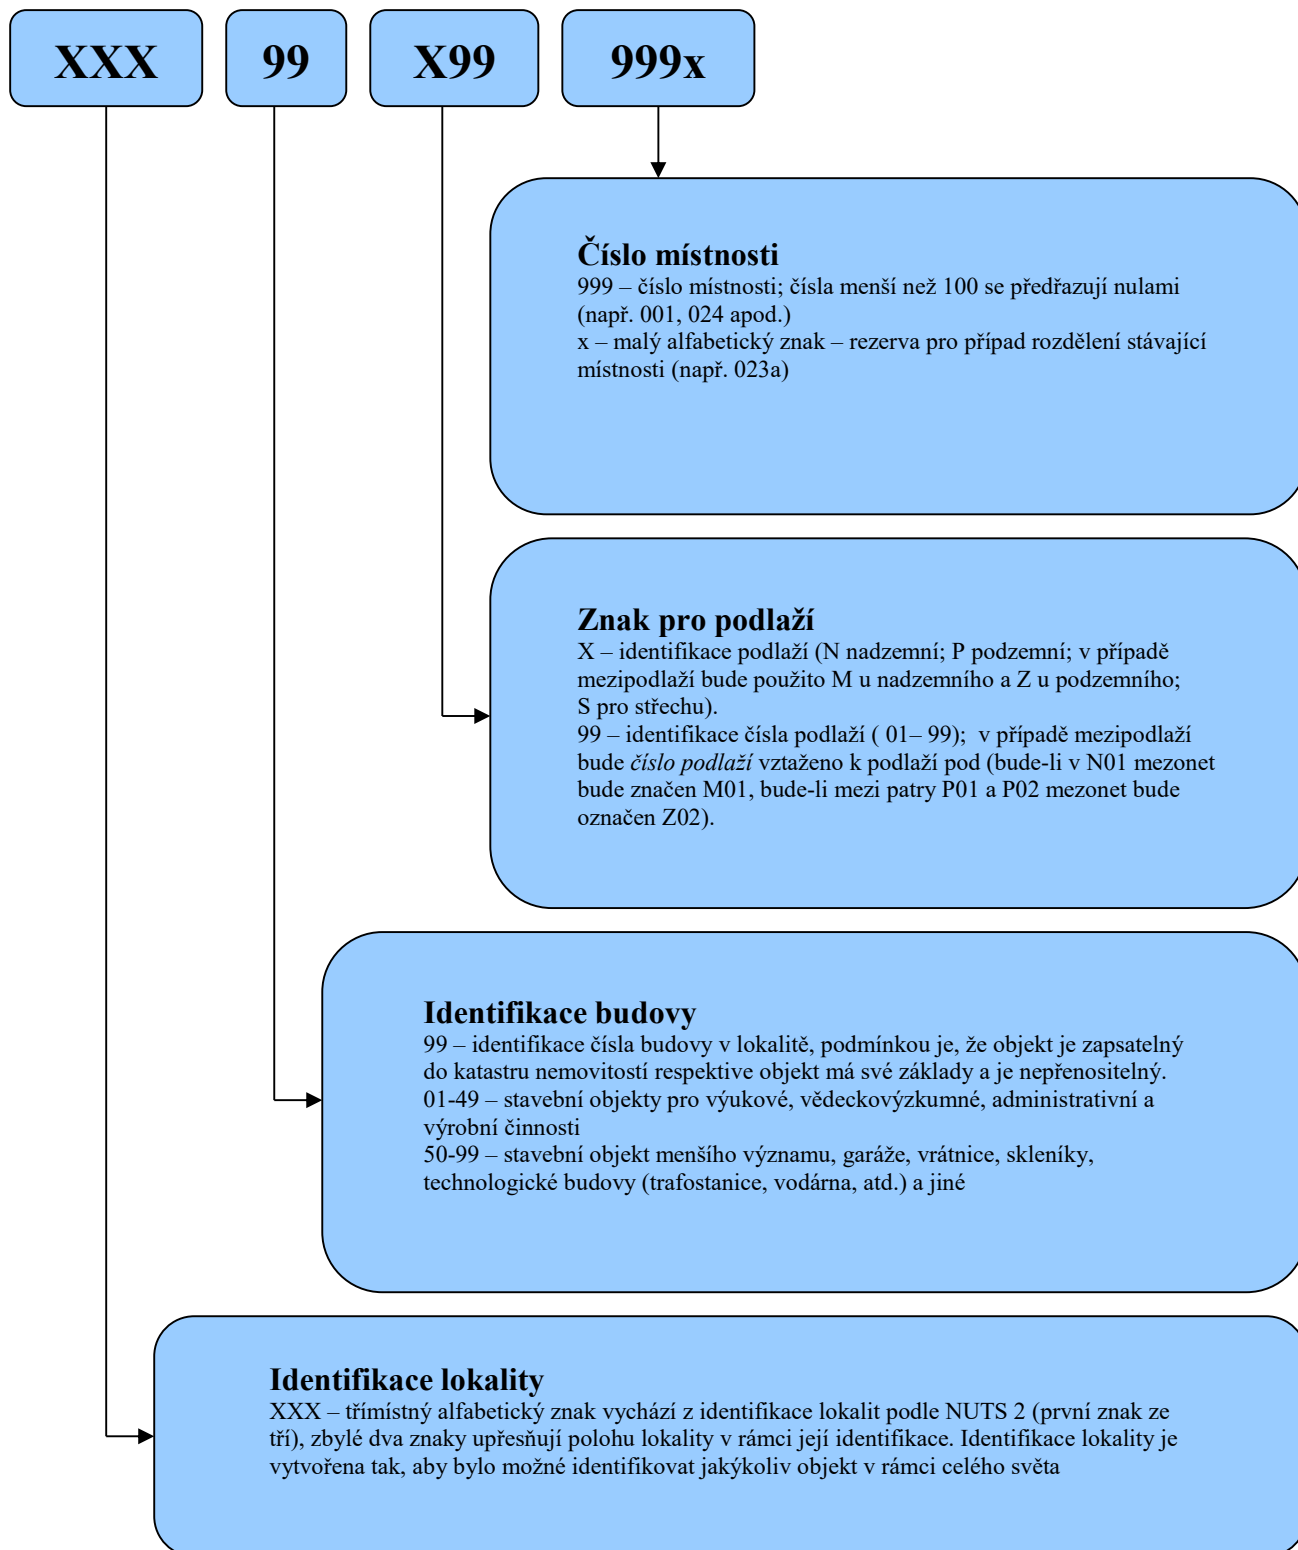 XXX 99 X99 999x
Číslo místnosti
999 – číslo místnosti; čísla menší než 100 se předřazují nulami
(např. 001, 024 apod.)
x – malý alfabetický znak – rezerva pro případ rozdělení stávající
místnosti (např. 023a)
Znak pro podlaží
X – identifikace podlaží (N nadzemní; P podzemní; v případě
mezipodlaží bude použito M u nadzemního a Z u podzemního;
S pro střechu).
99 – identifikace čísla podlaží ( 01– 99); v případě mezipodlaží
bude číslo podlaží vztaženo k podlaží pod (bude-li v N01 mezonet
bude značen M01, bude-li mezi patry P01 a P02 mezonet bude
označen Z02).
Identifikace budovy
99 – identifikace čísla budovy v lokalitě, podmínkou je, že objekt je zapsatelný
do katastru nemovitostí respektive objekt má své základy a je nepřenositelný.
01-49 – stavební objekty pro výukové, vědeckovýzkumné, administrativní a
výrobní činnosti
50-99 – stavební objekt menšího významu, garáže, vrátnice, skleníky,
technologické budovy (trafostanice, vodárna, atd.) a jiné
Identifikace lokality
XXX – třímístný alfabetický znak vychází z identifikace lokalit podle NUTS 2 (první znak ze
tří), zbylé dva znaky upřesňují polohu lokality v rámci její identifikace. Identifikace lokality je
vytvořena tak, aby bylo možné identifikovat jakýkoliv objekt v rámci celého světa